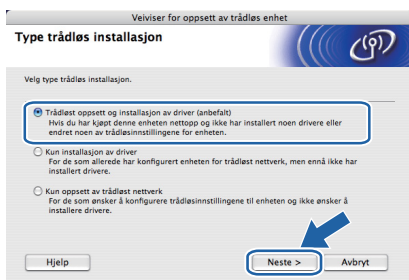 Veiviser for oppsett av trådløs enhet
Type trådløs installasjon
Velg type trådløs installasjon.
Trådløst oppsett og installasjon av driver (anbefalt)
Hvis du har kjøpt denne enheten nettopp og ikke har installert noen drivere eller
endret noen av trådløsinnstillingene for enheten.
Kun installasjon av driver
For de som allerede har konfigurert enheten for trådløst nettverk, men ennå ikke har
installert drivere.
Kun oppsett av trådløst nettverk
For de som ønsker å konfigurere trådløsinnstillingene til enheten og ikke ønsker å
installere drivere.
Hjelp
Neste >
Avbryt